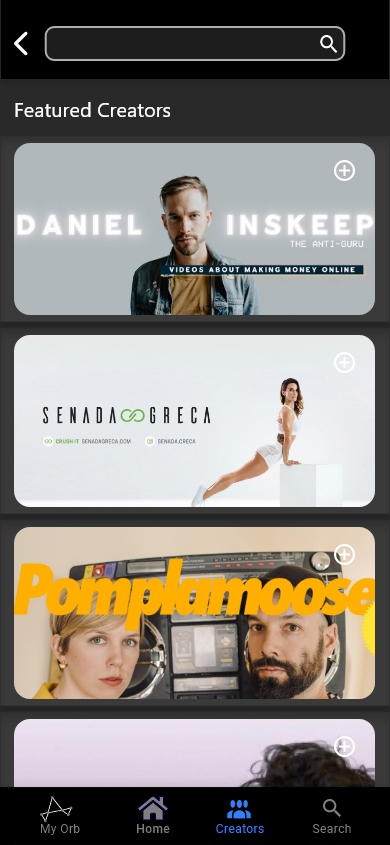 Featured Creators
DANIEL INSKEEP
THE ANTI-GURU
VIDEOS ABOUT MAKING MONEY ONLINE
SENADA GRECA
CRUSH IT SENADAGRECA.COM SENADA.GRECA
Pomplamoose
My Orb Home Creators Search